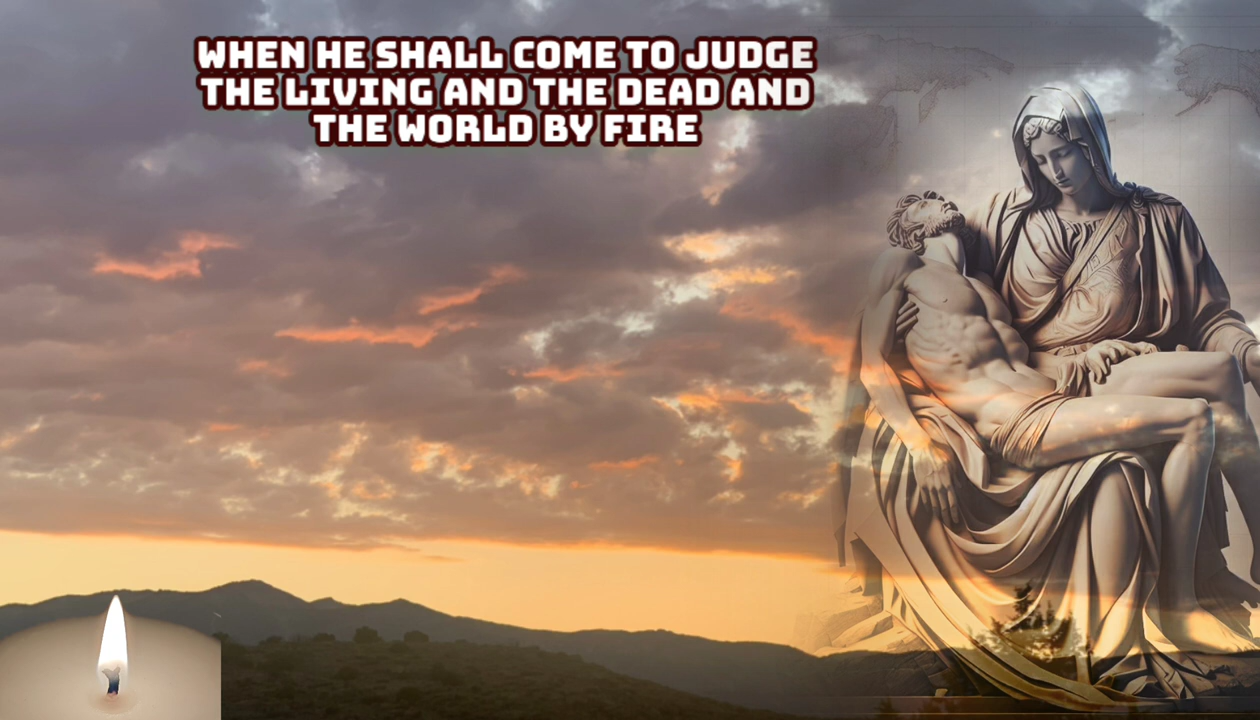 WHEN HE SHALL COME TO JUDGE
THE LIVING AND THE DEAD AND
THE WORLD BY FIRE